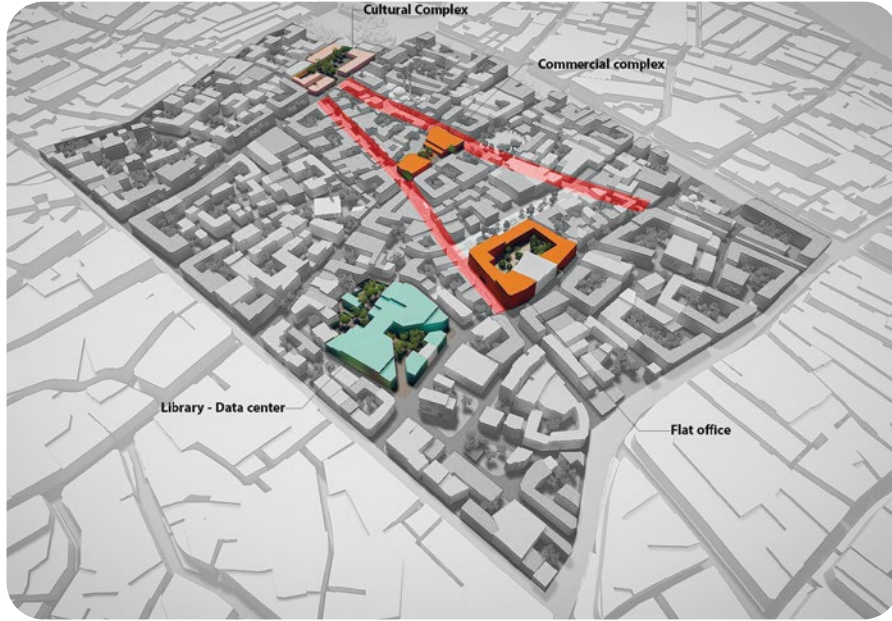 Cultural Complex
Commercial complex
Library - Data center
Flat office